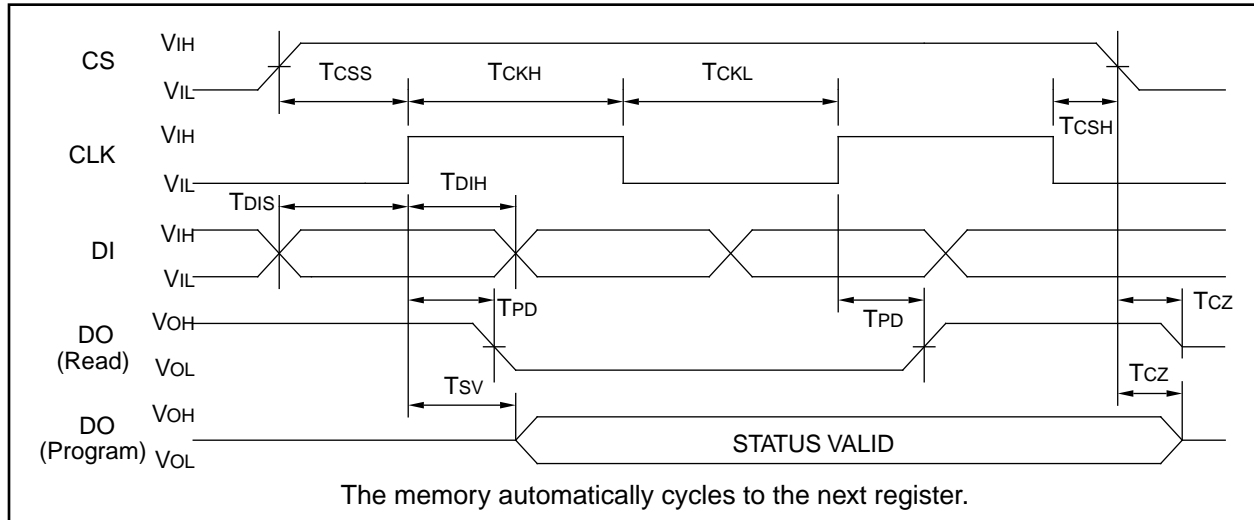 CS
VIH
VIL
TCSS
TCKH
TCKL
TCSH
CLK
VIH
VIL
TDIS
TDIH
DI
VIH
VIL
TPD
TPD
TCZ
DO
(Read)
VOH
VOL
TSV
TCZ
DO
(Program)
VOH
VOL
STATUS VALID
The memory automatically cycles to the next register.